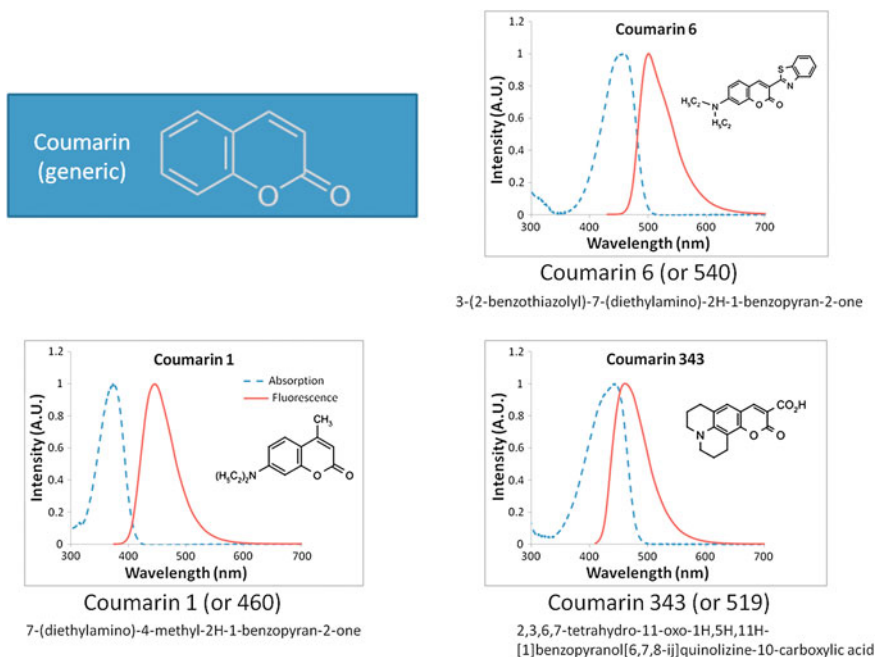 Coumarin
(generic)
O
O
Coumarin 6
Intensity (A.U.)
1.2
1
0.8
0.6
0.4
0.2
0
300
400
500
600
700
Wavelength (nm)
S
N
O
O
N
H5C2
H5C2
Coumarin 6 (or 540)
3-(2-benzothiazolyl)-7-(diethylamino)-2H-1-benzopyran-2-one
Coumarin 1
Absorption
Fluorescence
Intensity (A.U.)
1.2
1
0.8
0.6
0.4
0.2
0
300
400
500
600
700
Wavelength (nm)
CH3
(H5C2)2N
O
O
Coumarin 1 (or 460)
7-(diethylamino)-4-methyl-2H-1-benzopyran-2-one
Coumarin 343
Intensity (A.U.)
1.2
1
0.8
0.6
0.4
0.2
0
300
400
500
600
700
Wavelength (nm)
CO2H
N
O
O
Coumarin 343 (or 519)
2,3,6,7-tetrahydro-11-oxo-1H,5H,11H-
[1]benzopyranol[6,7,8-ij]quinolizine-10-carboxylic acid